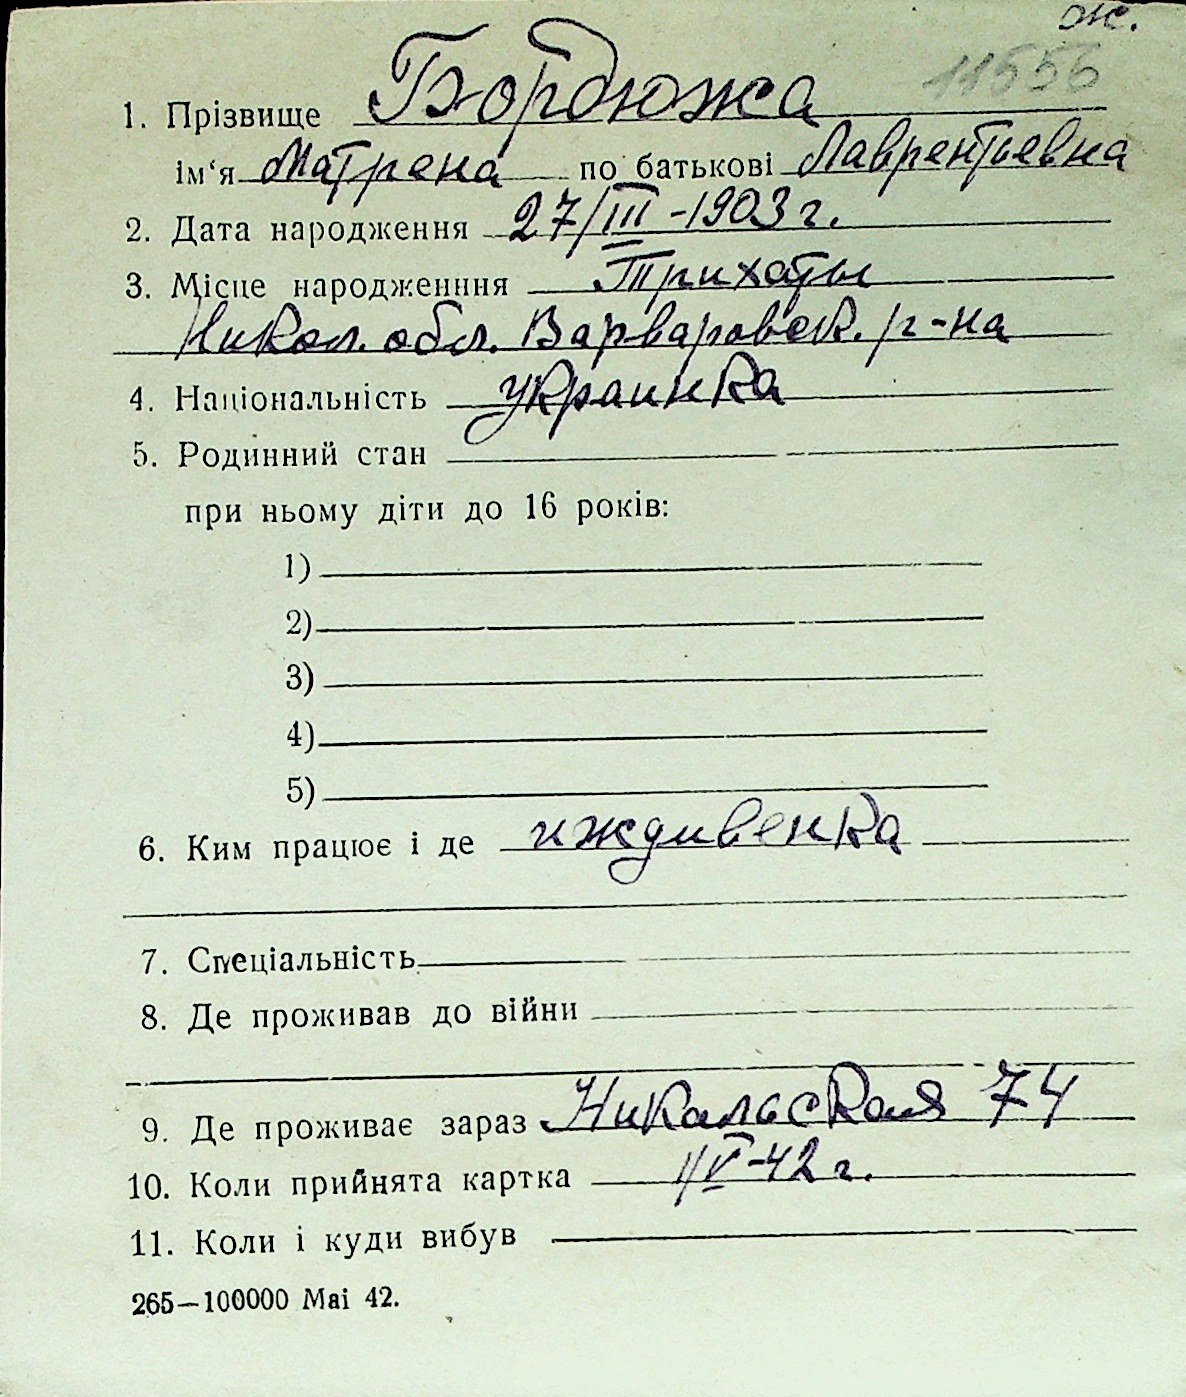 ж.
11556
1. Прізвище Бордюжа
ім‘я Матрена по батькові Лаврентьевна
2. Дата народження 27/III-1903 г.
3. Місце народженння Трихаты
Никол. обл. Варваровск. р-на
4. Національність украинка
5. Родинний стан
при ньому діти до 16 років:
1)
2)
3)
4)
5)
6. Ким працює і де иждивенка
7. Спеціальність
8. Де проживав до війни
9. Де проживає зараз Никальская 74
10. Коли прийнята картка 1/V-42 г.
11. Коли і куди вибув
265—100000 Mai 42.